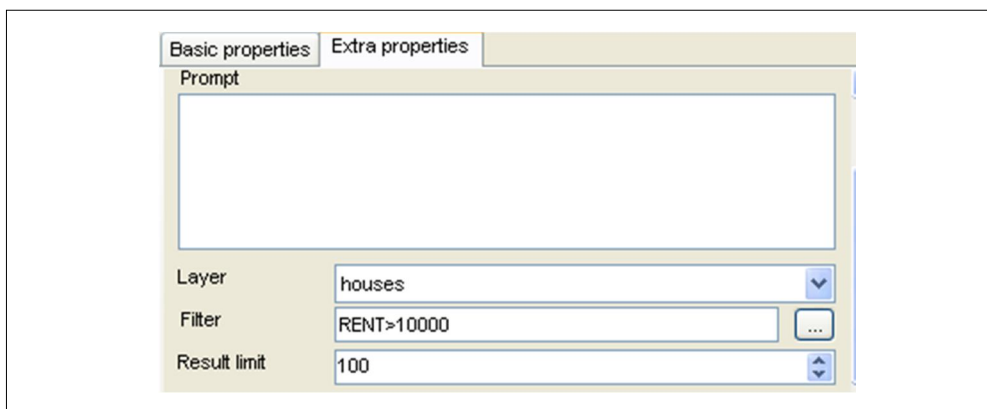 Basic properties Extra properties
Prompt
Layer houses
Filter RENT>10000 ...
Result limit 100